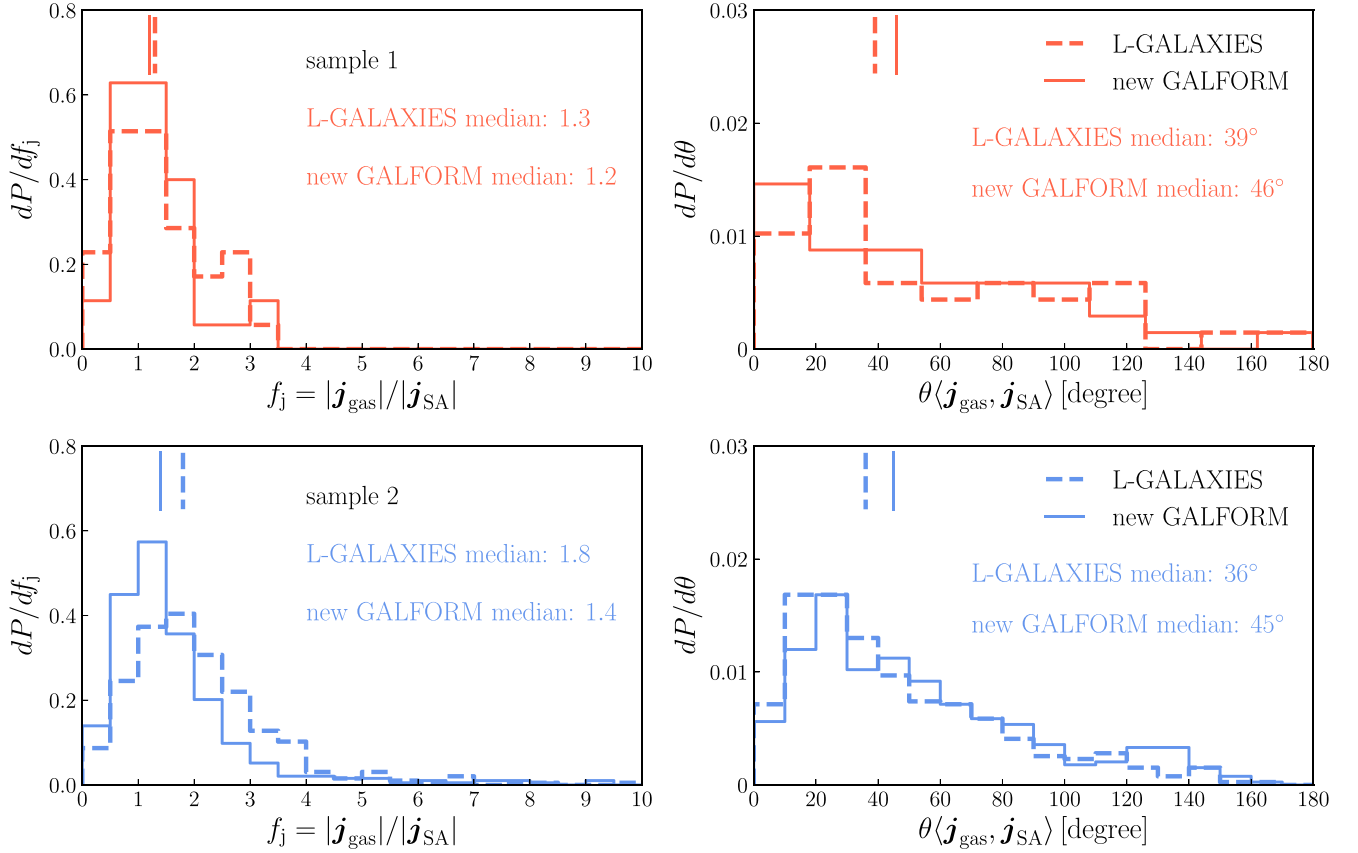 0.8
0.6
0.4
0.2
0.0
dP/df_j
sample 1
L-GALAXIES median: 1.3
new GALFORM median: 1.2
0 1 2 3 4 5 6 7 8 9 10
f_j = |j_gas|/|j_SA|
0.03
0.02
0.01
0
dP/dθ
L-GALAXIES
new GALFORM
L-GALAXIES median: 39°
new GALFORM median: 46°
0 20 40 60 80 100 120 140 160 180
θ⟨j_gas, j_SA⟩ [degree]
0.8
0.6
0.4
0.2
0.0
dP/df_j
sample 2
L-GALAXIES median: 1.8
new GALFORM median: 1.4
0 1 2 3 4 5 6 7 8 9 10
f_j = |j_gas|/|j_SA|
0.03
0.02
0.01
0
dP/dθ
L-GALAXIES
new GALFORM
L-GALAXIES median: 36°
new GALFORM median: 45°
0 20 40 60 80 100 120 140 160 180
θ⟨j_gas, j_SA⟩ [degree]